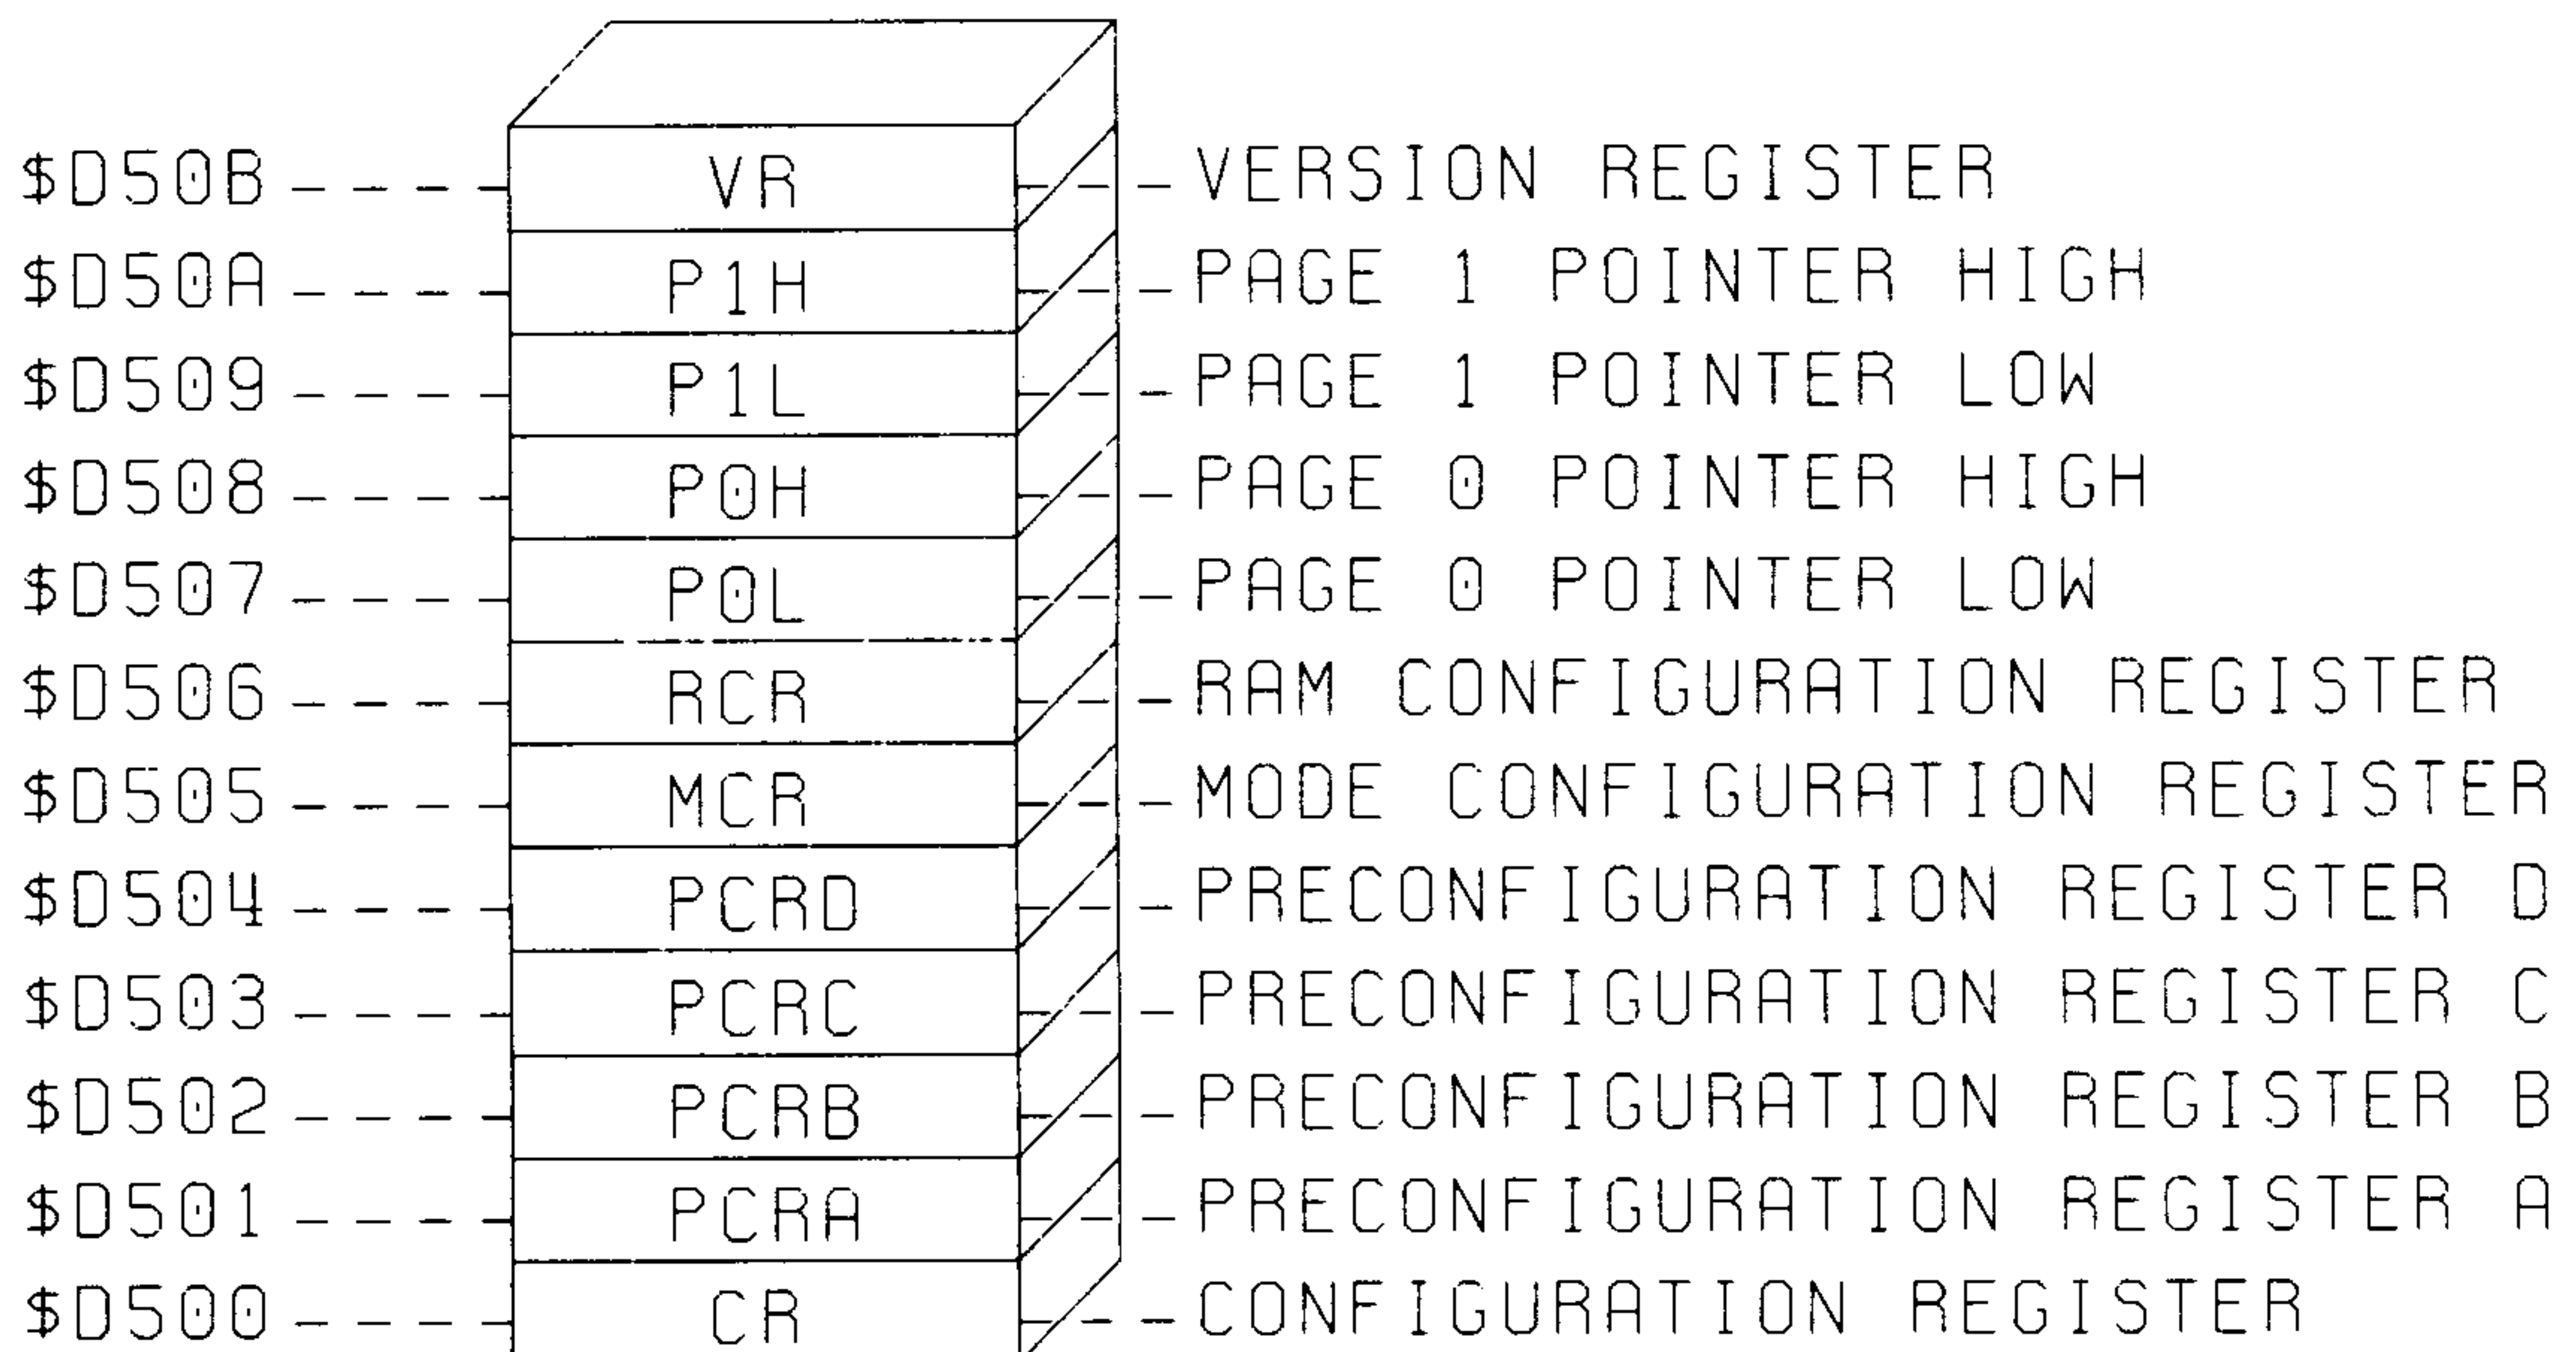 $D50B VR VERSION REGISTER
$D50A P1H PAGE 1 POINTER HIGH
$D509 P1L PAGE 1 POINTER LOW
$D508 P0H PAGE 0 POINTER HIGH
$D507 P0L PAGE 0 POINTER LOW
$D506 RCR RAM CONFIGURATION REGISTER
$D505 MCR MODE CONFIGURATION REGISTER
$D504 PCRD PRECONFIGURATION REGISTER D
$D503 PCRC PRECONFIGURATION REGISTER C
$D502 PCRB PRECONFIGURATION REGISTER B
$D501 PCRA PRECONFIGURATION REGISTER A
$D500 CR CONFIGURATION REGISTER